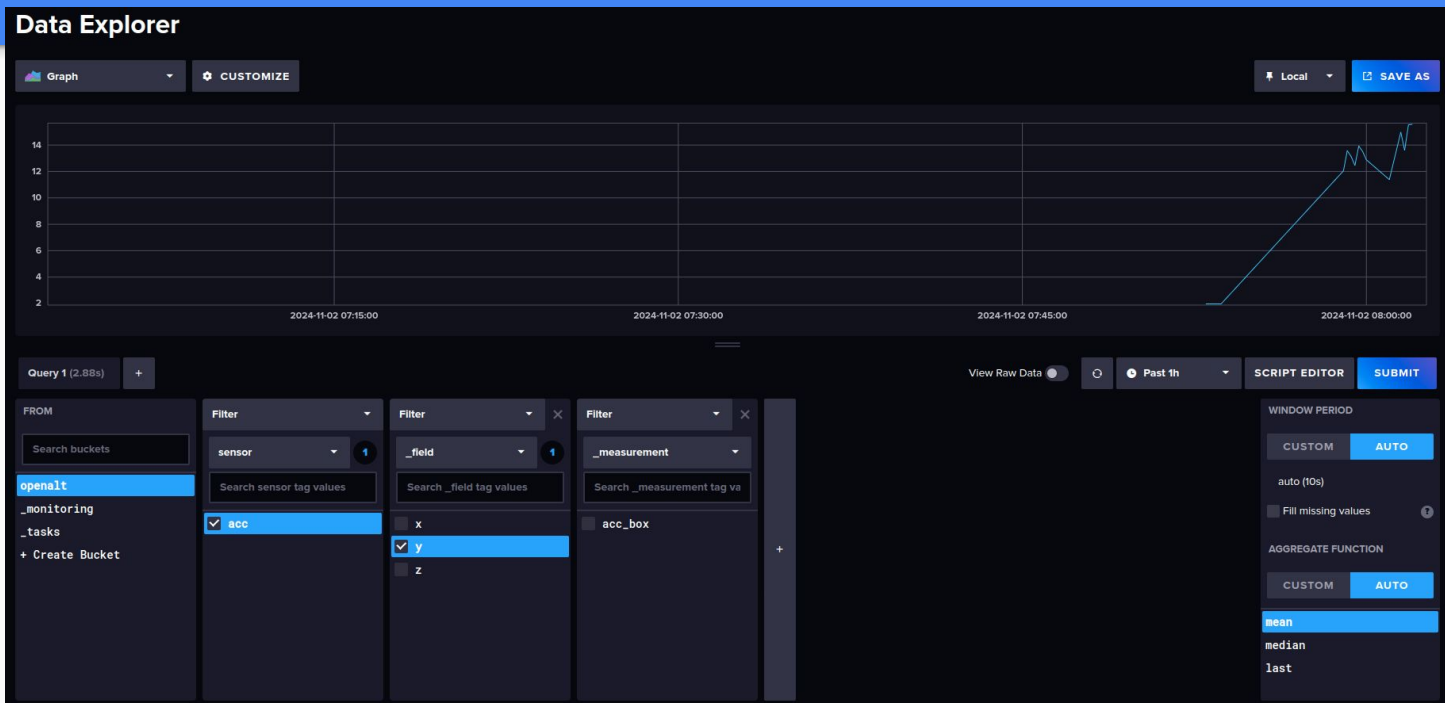 Data Explorer
Graph
CUSTOMIZE
Local
SAVE AS
14
12
10
8
6
4
2
2024-11-02 07:15:00
2024-11-02 07:30:00
2024-11-02 07:45:00
2024-11-02 08:00:00
Query 1 (2.88s)
+
View Raw Data
Past 1h
SCRIPT EDITOR
SUBMIT
FROM
Search buckets
openalt
_monitoring
_tasks
+ Create Bucket
Filter
sensor
1
Search sensor tag values
acc
Filter
_field
1
Search _field tag values
x
y
z
Filter
_measurement
Search _measurement tag va
acc_box
+
WINDOW PERIOD
CUSTOM
AUTO
auto (10s)
Fill missing values
?
AGGREGATE FUNCTION
CUSTOM
AUTO
mean
median
last